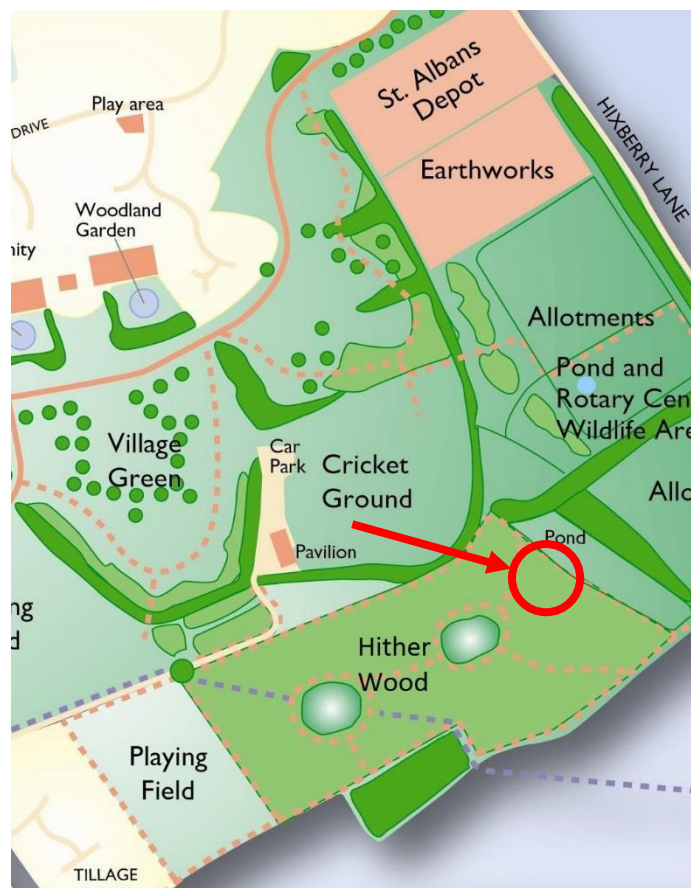 St. Albans
Depot
HIXBERRY LANE
Play area
DRIVE
Earthworks
Woodland
Garden
nity
Allotments
Pond and
Rotary Cen
Wildlife Are
Village
Green
Car
Park
Cricket
Ground
Allo
Pond
Pavilion
ng
d
Hither
Wood
Playing
Field
TILLAGE